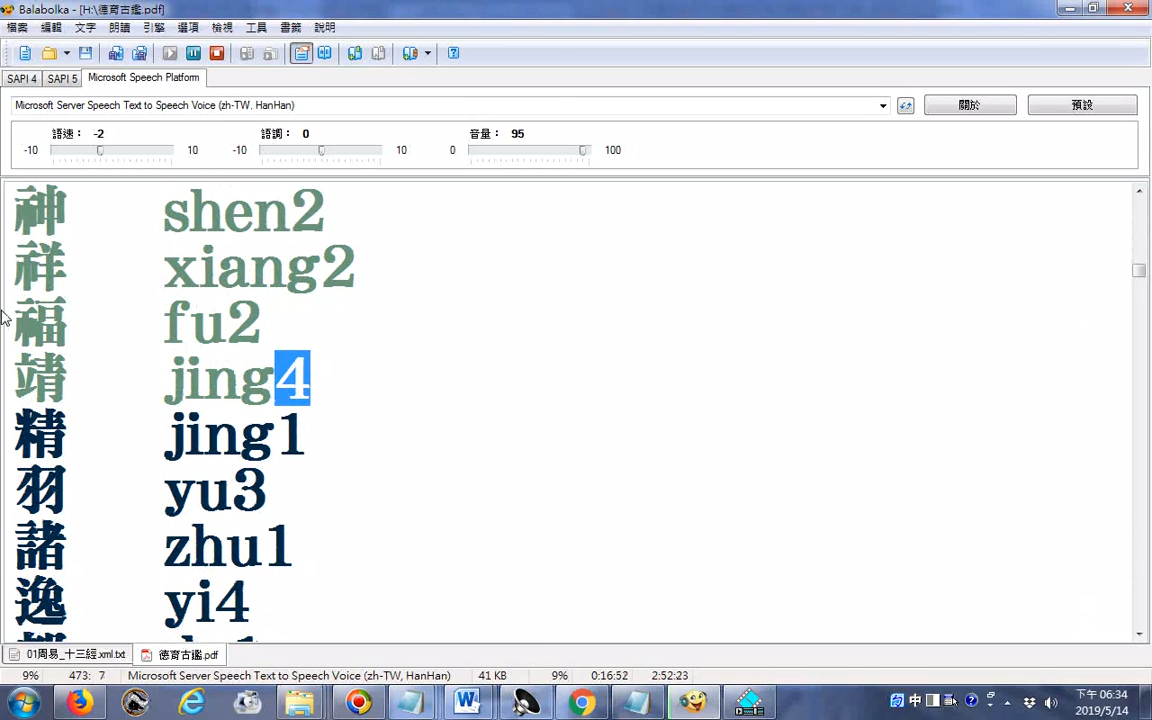 Balabolka - [H:\德育古鑑.pdf]
檔案 編輯 文字 朗讀 引擎 選項 檢視 工具 書籤 說明
SAPI 4 SAPI 5 Microsoft Speech Platform
Microsoft Server Speech Text to Speech Voice (zh-TW, HanHan) 關於 預設
語速： -2 語調： 0 音量： 95
-10 10 -10 10 0 100
神 shen2
祥 xiang2
福 fu2
靖 jing4
精 jing1
羽 yu3
諸 zhu1
逸 yi4
01周易_十三經.xml.txt 德育古鑑.pdf
9% 473: 7 Microsoft Server Speech Text to Speech Voice (zh-TW, HanHan) 41 KB 9% 0:16:52 2:52:23
中 下午 06:34
2019/5/14